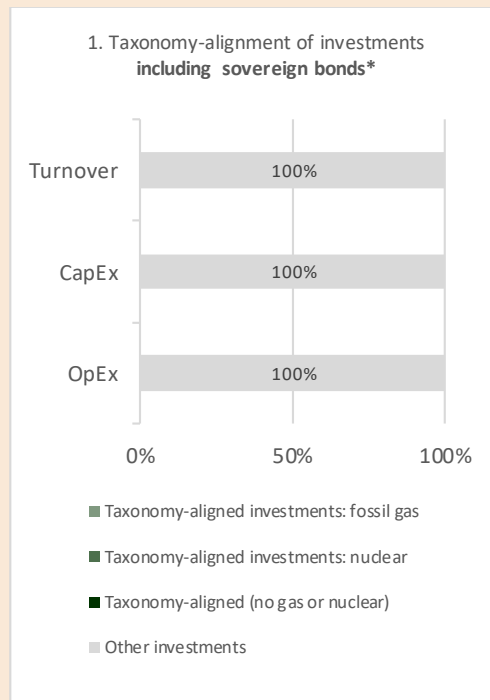 1. Taxonomy-alignment of investments
including sovereign bonds*
Turnover
100%
CapEx
100%
OpEx
100%
0%
50%
100%
Taxonomy-aligned investments: fossil gas
Taxonomy-aligned investments: nuclear
Taxonomy-aligned (no gas or nuclear)
Other investments